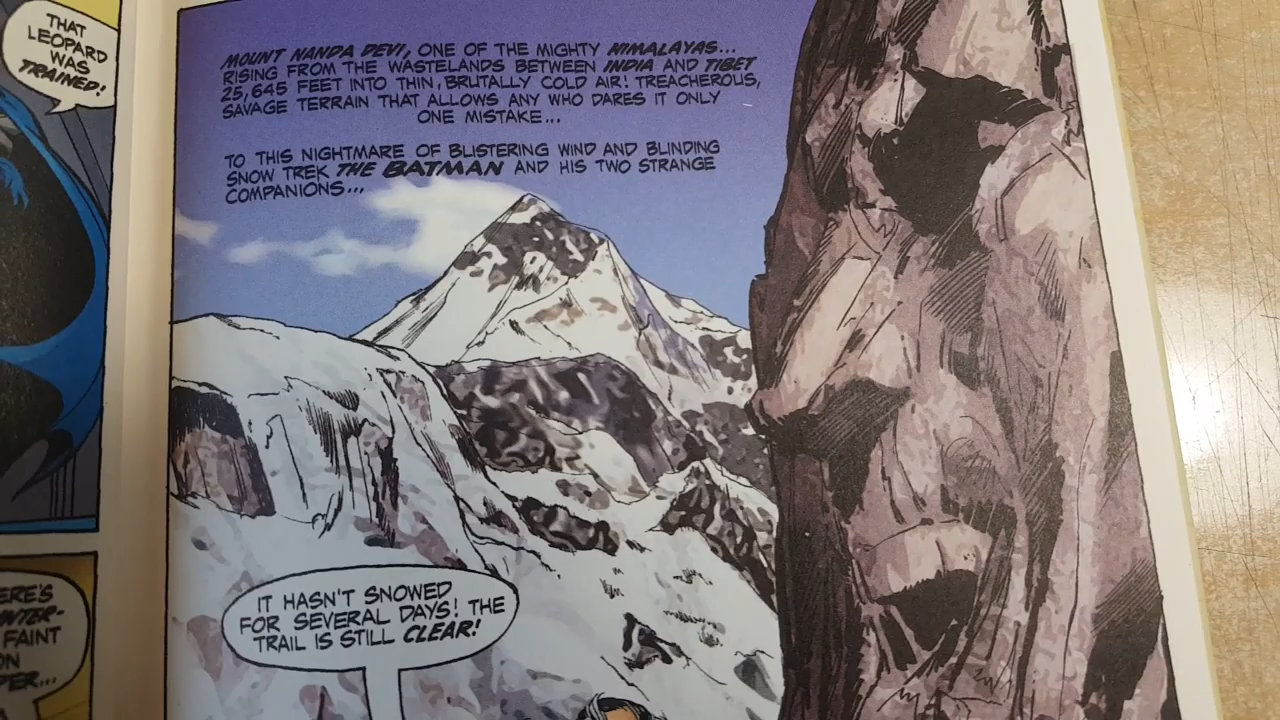 THAT
LEOPARD
WAS
TRAINED!
MOUNT NANDA DEVI, ONE OF THE MIGHTY HIMALAYAS...
RISING FROM THE WASTELANDS BETWEEN INDIA AND TIBET
25,645 FEET INTO THIN, BRUTALLY COLD AIR! TREACHEROUS,
SAVAGE TERRAIN THAT ALLOWS ANY WHO DARES IT ONLY
ONE MISTAKE...
TO THIS NIGHTMARE OF BLISTERING WIND AND BLINDING
SNOW TREK THE BATMAN AND HIS TWO STRANGE
COMPANIONS...
IT HASN'T SNOWED
FOR SEVERAL DAYS! THE
TRAIL IS STILL CLEAR!
FAINT